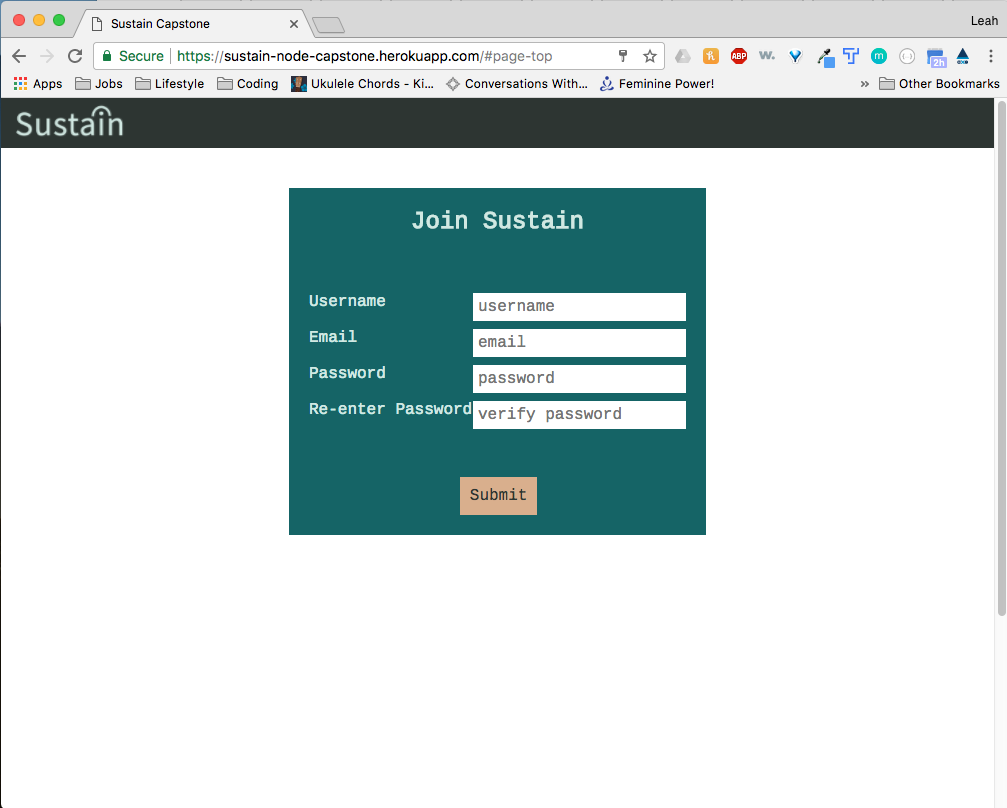 Sustain Capstone
Leah
Secure https://sustain-node-capstone.herokuapp.com/#page-top
ABP w. m 2h
Apps Jobs Lifestyle Coding Ukulele Chords - Ki... Conversations With... Feminine Power! » Other Bookmarks
Sustain
Join Sustain
Username username
Email email
Password password
Re-enter Password verify password
Submit